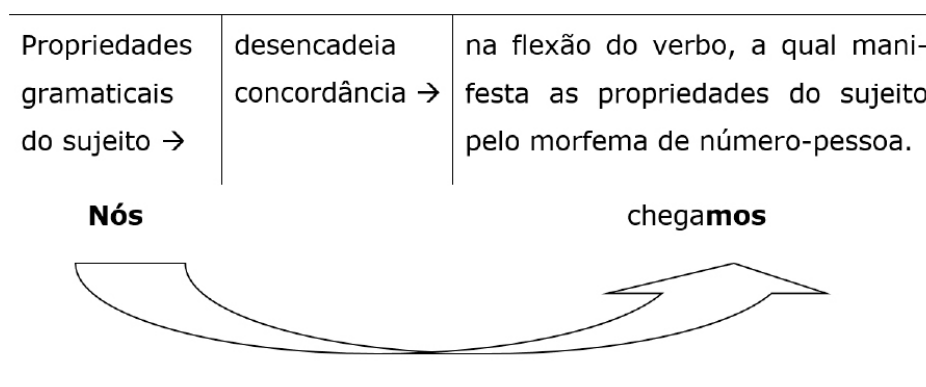 Propriedades
gramaticais
do sujeito →
desencadeia
concordância →
na flexão do verbo, a qual mani-
festa as propriedades do sujeito
pelo morfema de número-pessoa.
Nós
chegamos